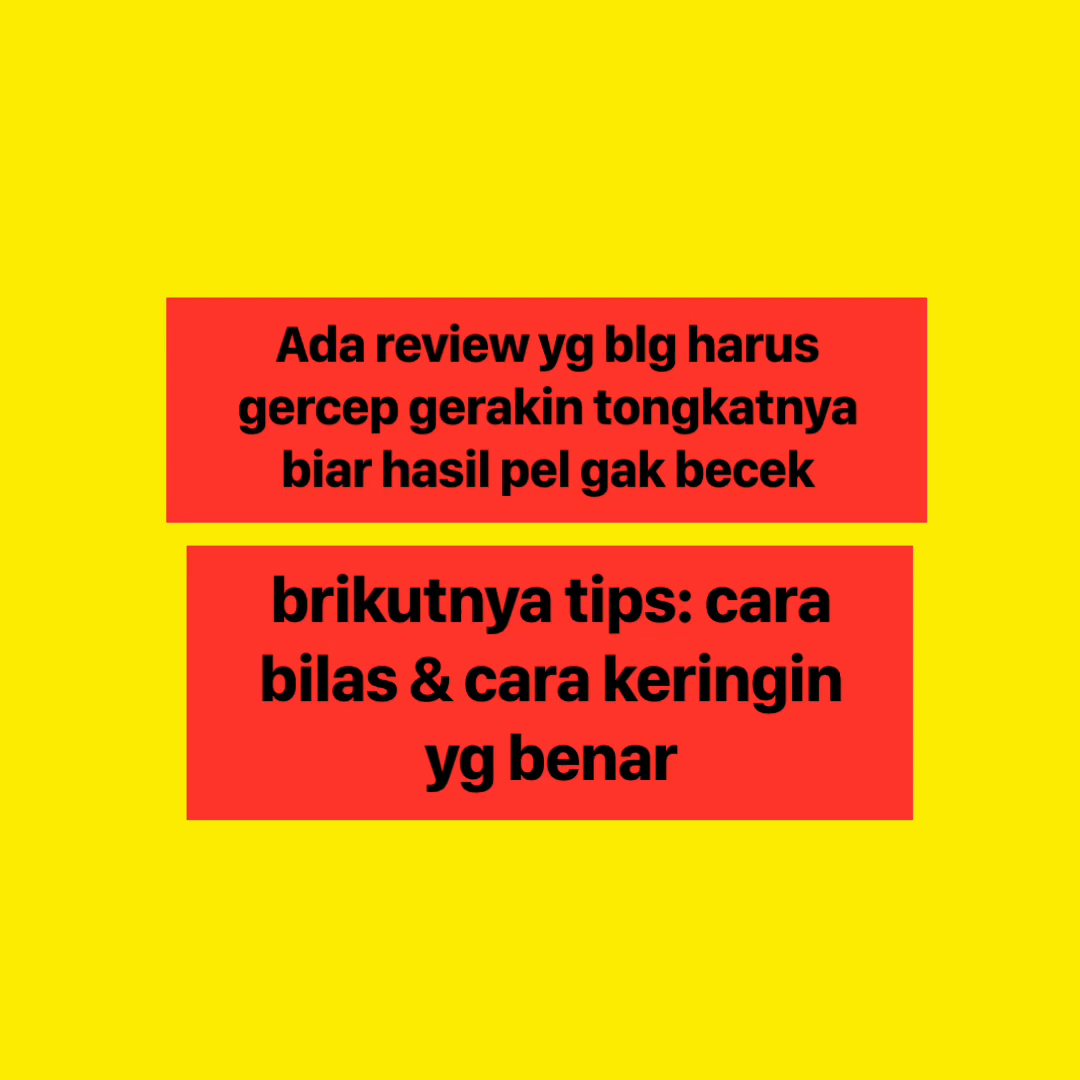 Ada review yg blg harus
gercep gerakin tongkatnya
biar hasil pel gak becek
brikutnya tips: cara
bilas & cara keringin
yg benar